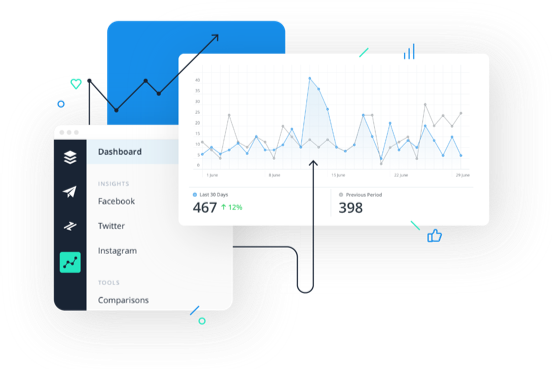 Dashboard
INSIGHTS
Facebook
Twitter
Instagram
TOOLS
Comparisons
40
35
30
25
20
15
10
5
0
1 June
8 June
15 June
22 June
29 June
Last 30 Days
467 ↑ 12%
Previous Period
398